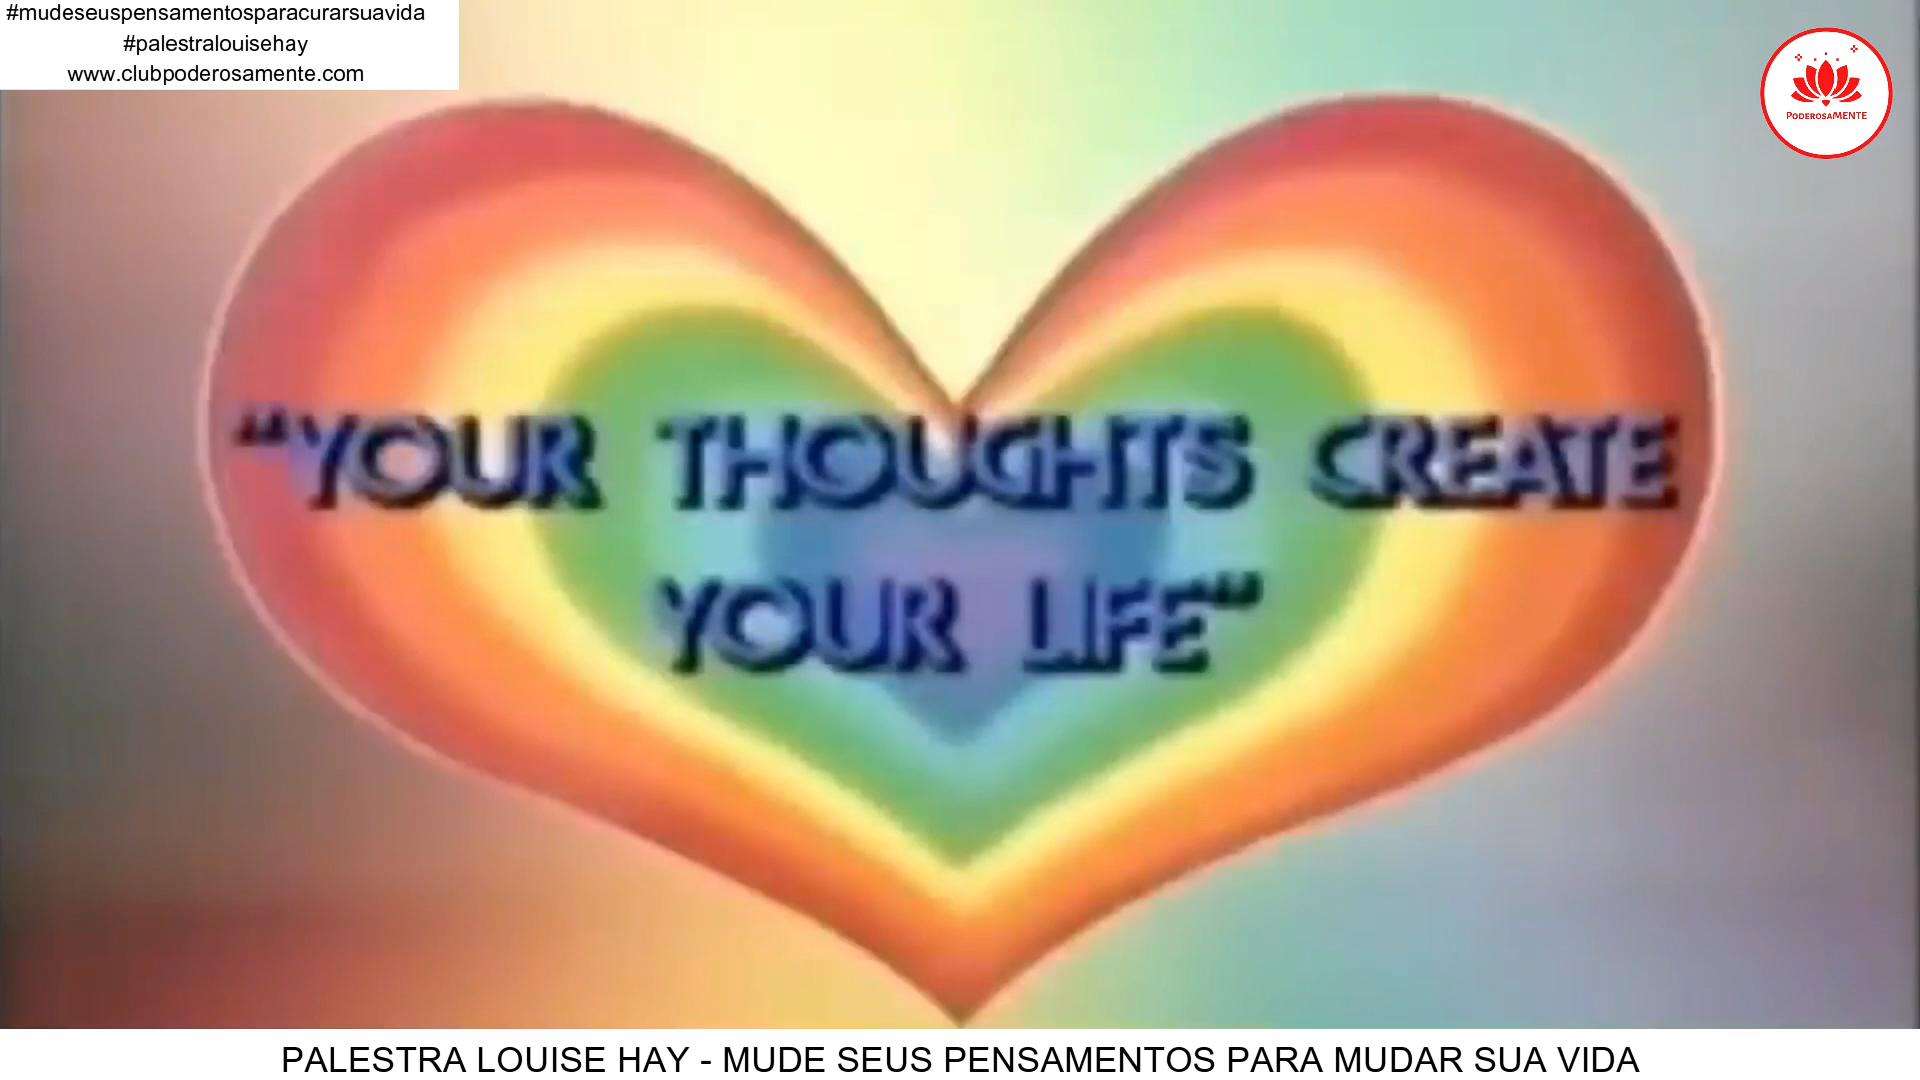 #mudeseuspensamentosparacurarsuavida
#palestralouisehay
www.clubpoderosamente.com
PODEROSAMENTE
“YOUR THOUGHTS CREATE
YOUR LIFE“
PALESTRA LOUISE HAY - MUDE SEUS PENSAMENTOS PARA MUDAR SUA VIDA